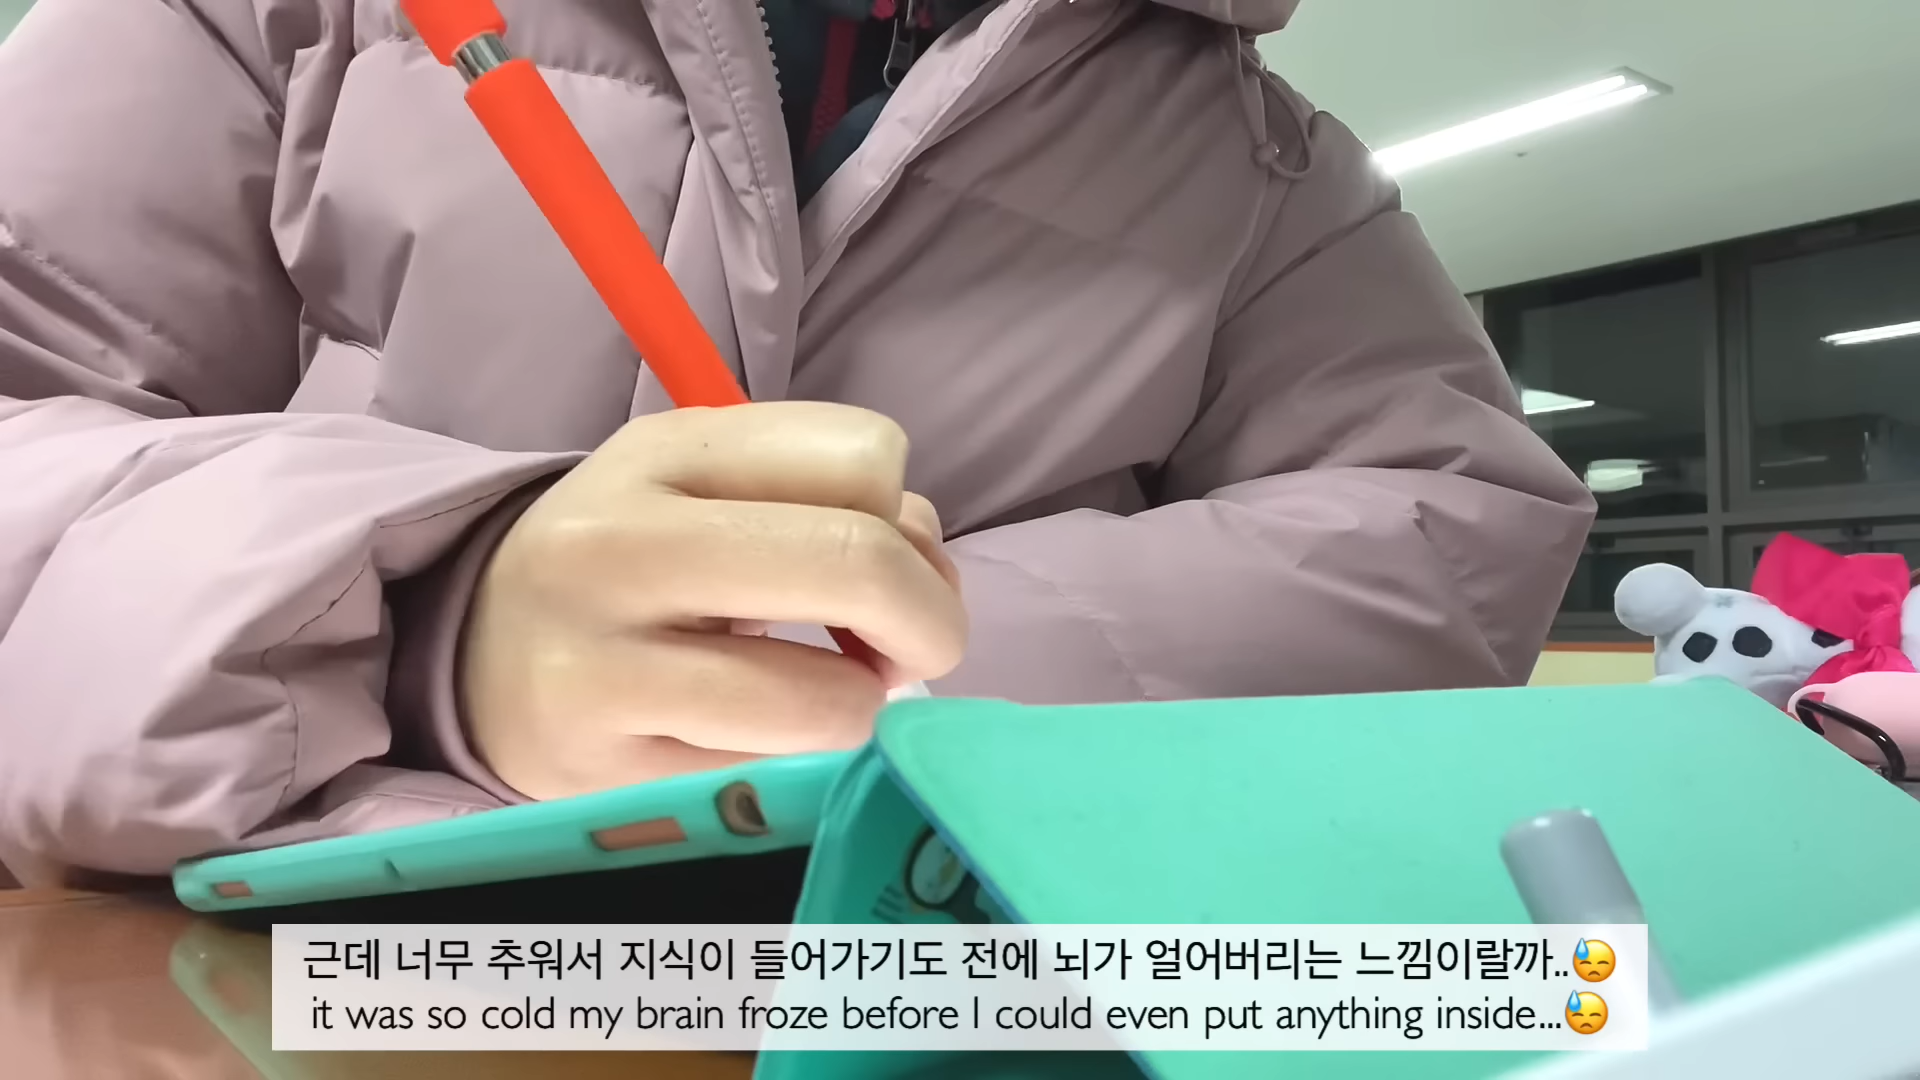 근데 너무 추워서 지식이 들어가기도 전에 뇌가 얼어버리는 느낌이랄까..😓
it was so cold my brain froze before I could even put anything inside...😓